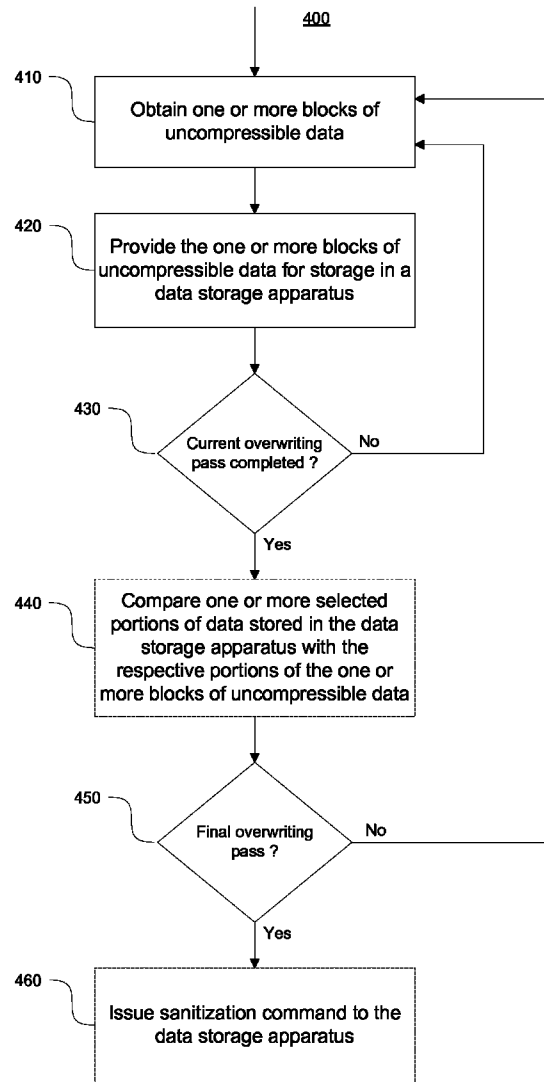 400
410
Obtain one or more blocks of
uncompressible data
420
Provide the one or more blocks of
uncompressible data for storage in a
data storage apparatus
430
Current overwriting
pass completed ?
No
Yes
440
Compare one or more selected
portions of data stored in the data
storage apparatus with the
respective portions of the one or
more blocks of uncompressible data
450
Final overwriting
pass ?
No
Yes
460
Issue sanitization command to the
data storage apparatus